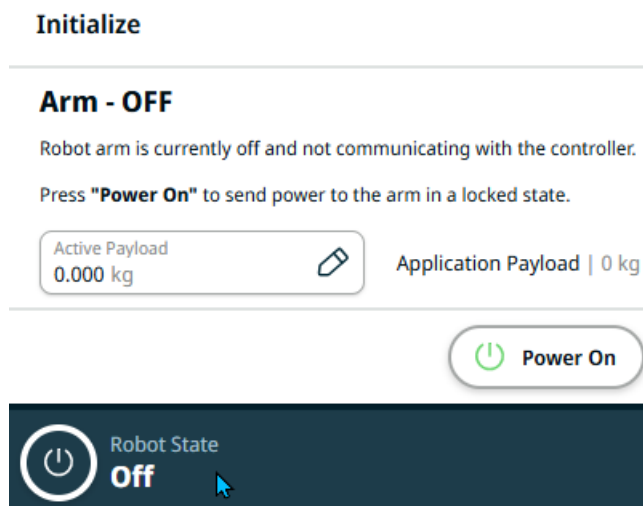 Initialize
Arm - OFF
Robot arm is currently off and not communicating with the controller.
Press "Power On" to send power to the arm in a locked state.
Active Payload
0.000 kg
Application Payload | 0 kg
Power On
Robot State
Off